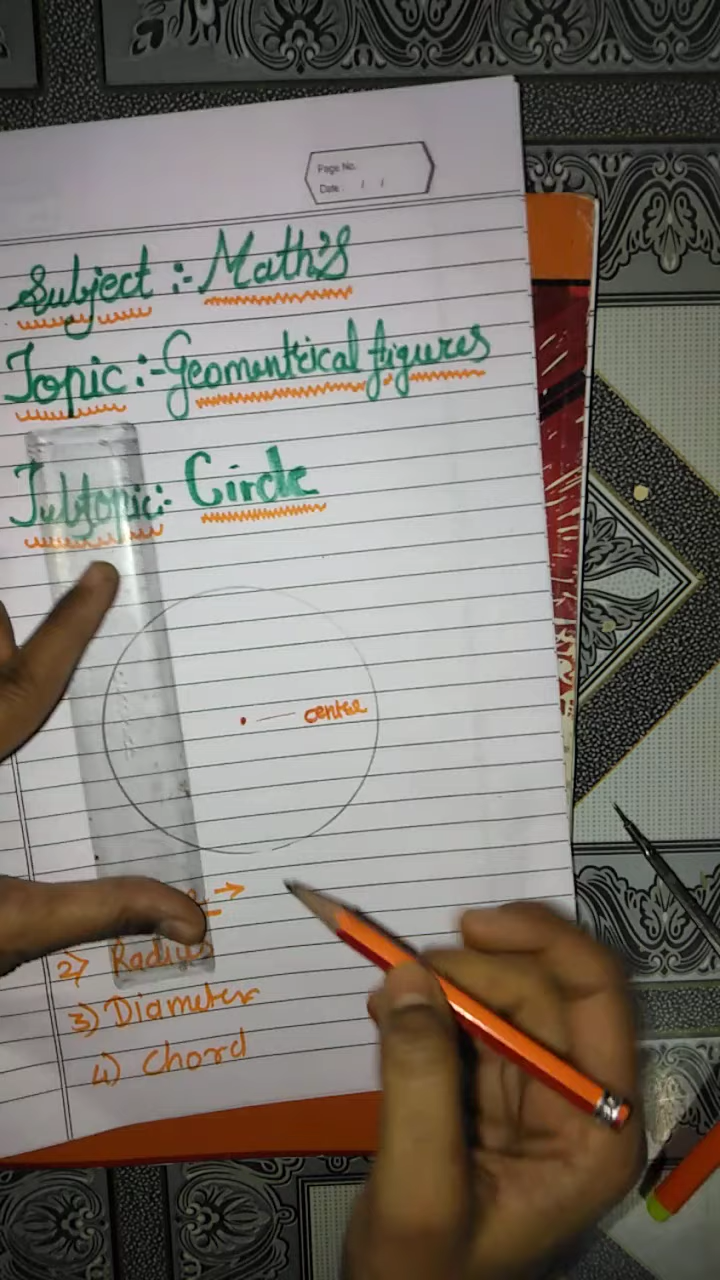 Page No.
Date : / /
Subject :- Math's
Topic :- Geomentrical figures
Subtopic:- Circle
centre
→
2) Radius
3) Diameter
4) Chord